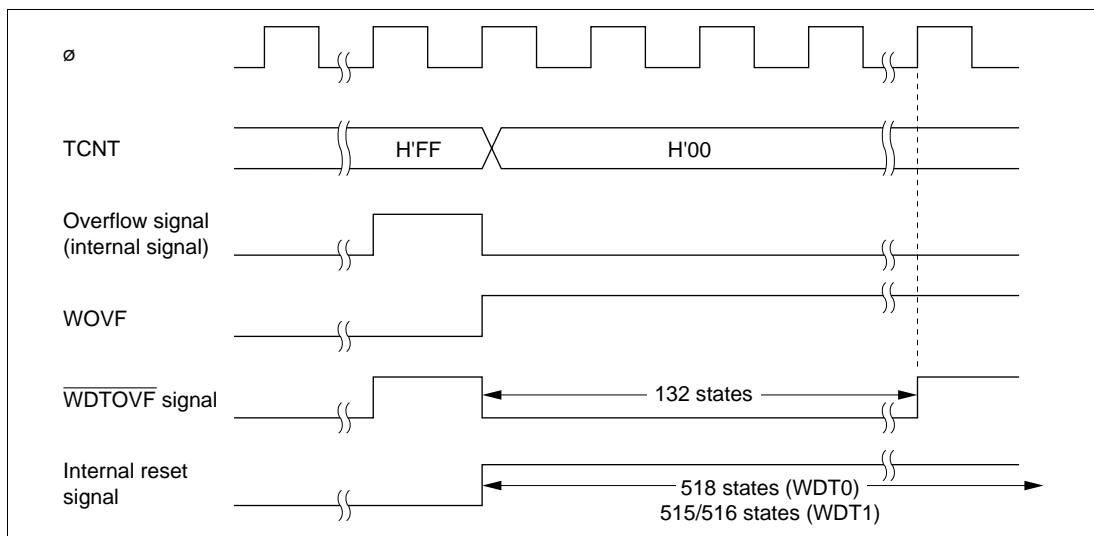 ø
TCNT
H'FF
H'00
Overflow signal
(internal signal)
WOVF
WDTOVF signal
132 states
Internal reset
signal
518 states (WDT0)
515/516 states (WDT1)